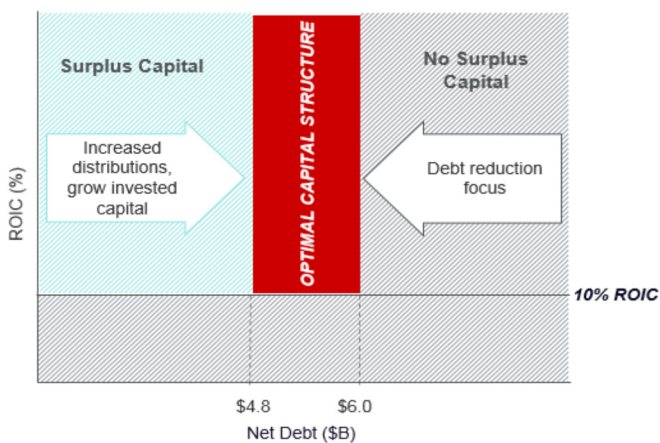 Surplus Capital
OPTIMAL CAPITAL STRUCTURE
No Surplus
Capital
Increased
distributions,
grow invested
capital
Debt reduction
focus
ROIC (%)
10% ROIC
$4.8
$6.0
Net Debt ($B)